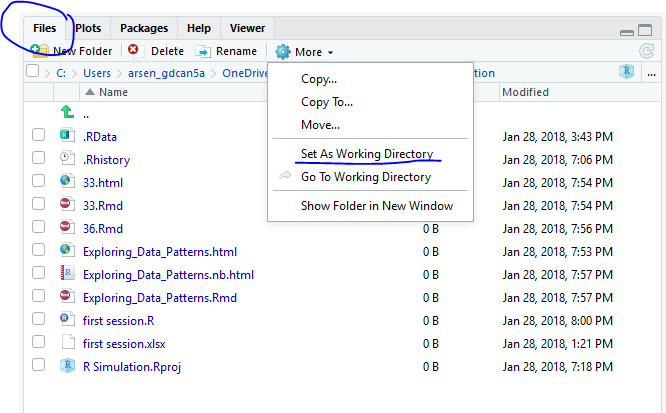 Files Plots Packages Help Viewer
New Folder Delete Rename More
C: Users arsen_gdcan5a OneDrive ...
Name Modified
Copy...
Copy To...
Move...
Set As Working Directory
Go To Working Directory
Show Folder in New Window
..
.RData Jan 28, 2018, 3:43 PM
.Rhistory Jan 28, 2018, 7:06 PM
33.html Jan 28, 2018, 7:54 PM
33.Rmd Jan 28, 2018, 7:54 PM
36.Rmd 0 B Jan 28, 2018, 7:56 PM
Exploring_Data_Patterns.html 0 B Jan 28, 2018, 7:53 PM
Exploring_Data_Patterns.nb.html 0 B Jan 28, 2018, 7:57 PM
Exploring_Data_Patterns.Rmd 0 B Jan 28, 2018, 7:57 PM
first session.R 0 B Jan 28, 2018, 8:00 PM
first session.xlsx 0 B Jan 28, 2018, 1:21 PM
R Simulation.Rproj 0 B Jan 28, 2018, 7:18 PM